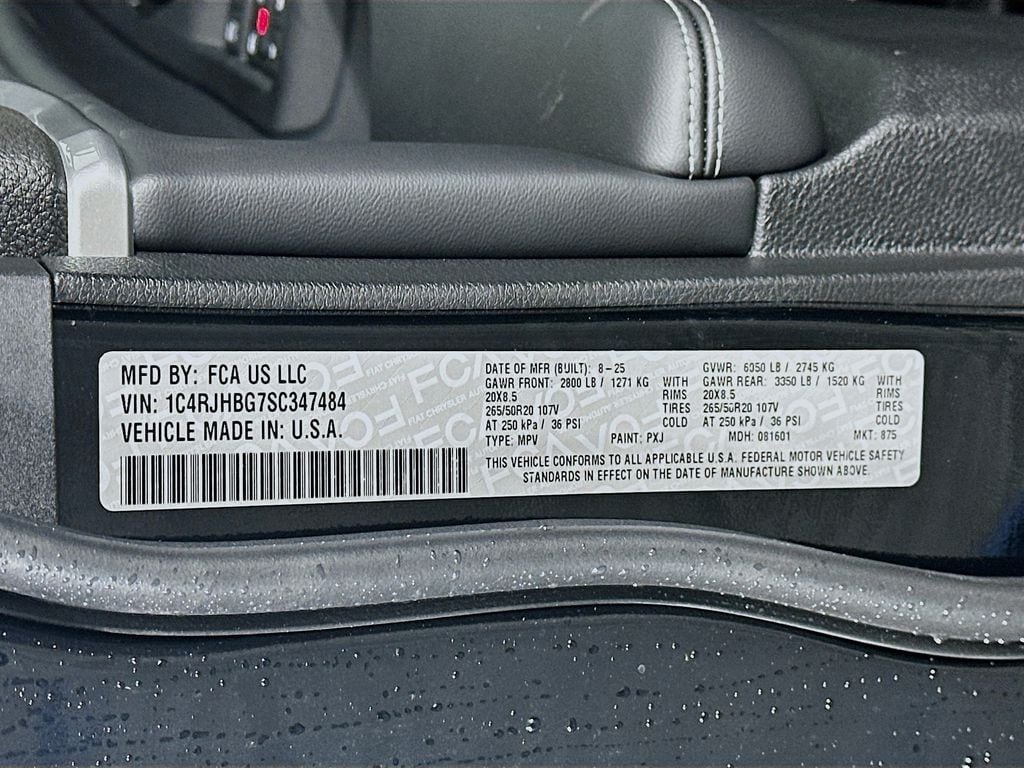 MFD BY: FCA US LLC
VIN: 1C4RJHBG7SC347484
VEHICLE MADE IN: U.S.A.
DATE OF MFR (BUILT): 8-25 GVWR: 6050 LB / 2745 KG
GAWR FRONT: 2800 LB / 1271 KG WITH GAWR REAR: 3350 LB / 1520 KG WITH
20X8.5 RIMS 20X8.5 RIMS
265/50R20 107V TIRES 265/50R20 107V
AT 250 kPa / 36 PSI COLD AT 250 kPa / 36 PSI COLD
TYPE: MPV PAINT: PXJ MDH: 081601 MKT: 875
THIS VEHICLE CONFORMS TO ALL APPLICABLE U.S.A. FEDERAL MOTOR VEHICLE SAFETY
STANDARDS IN EFFECT ON THE DATE OF MANUFACTURE SHOWN ABOVE.